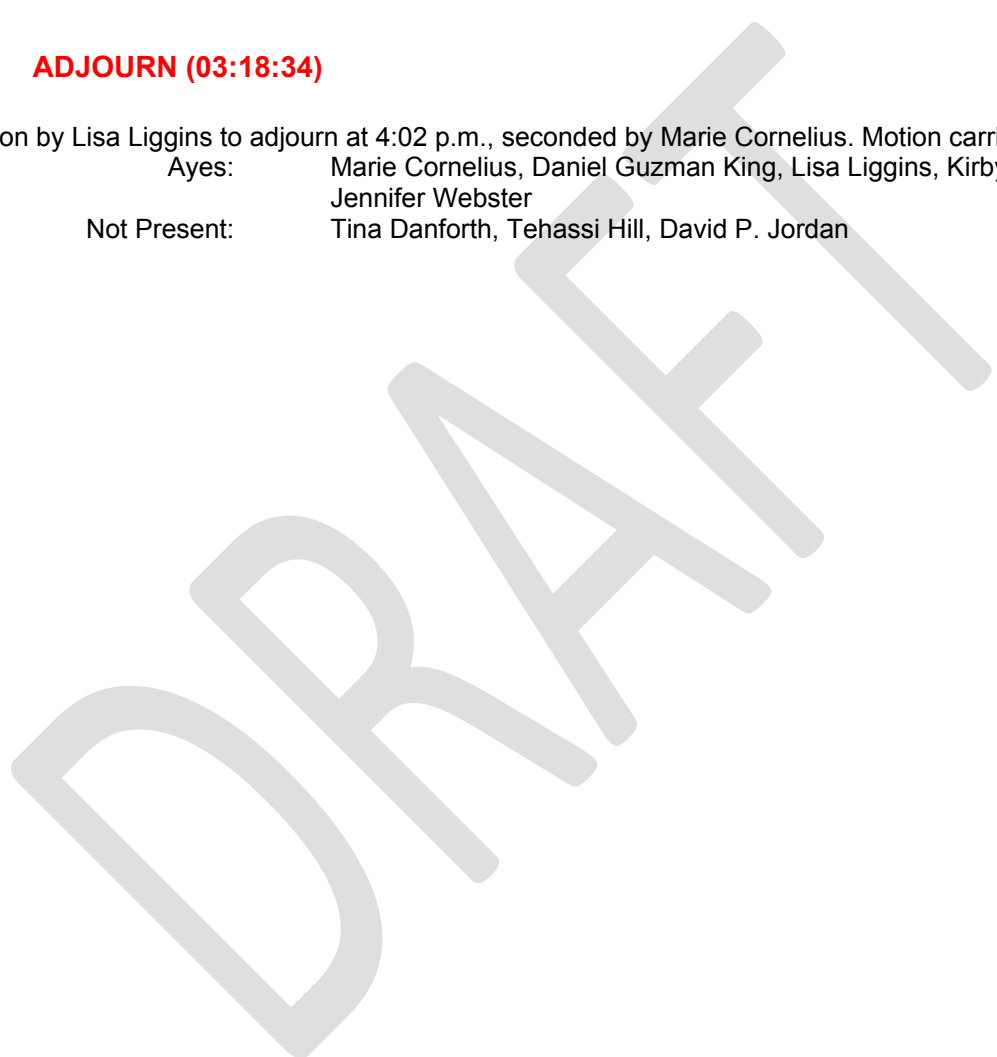 ADJOURN (03:18:34)
on by Lisa Liggins to adjourn at 4:02 p.m., seconded by Marie Cornelius. Motion carri
Ayes: Marie Cornelius, Daniel Guzman King, Lisa Liggins, Kirby
Jennifer Webster
Not Present: Tina Danforth, Tehassi Hill, David P. Jordan
DRAFT